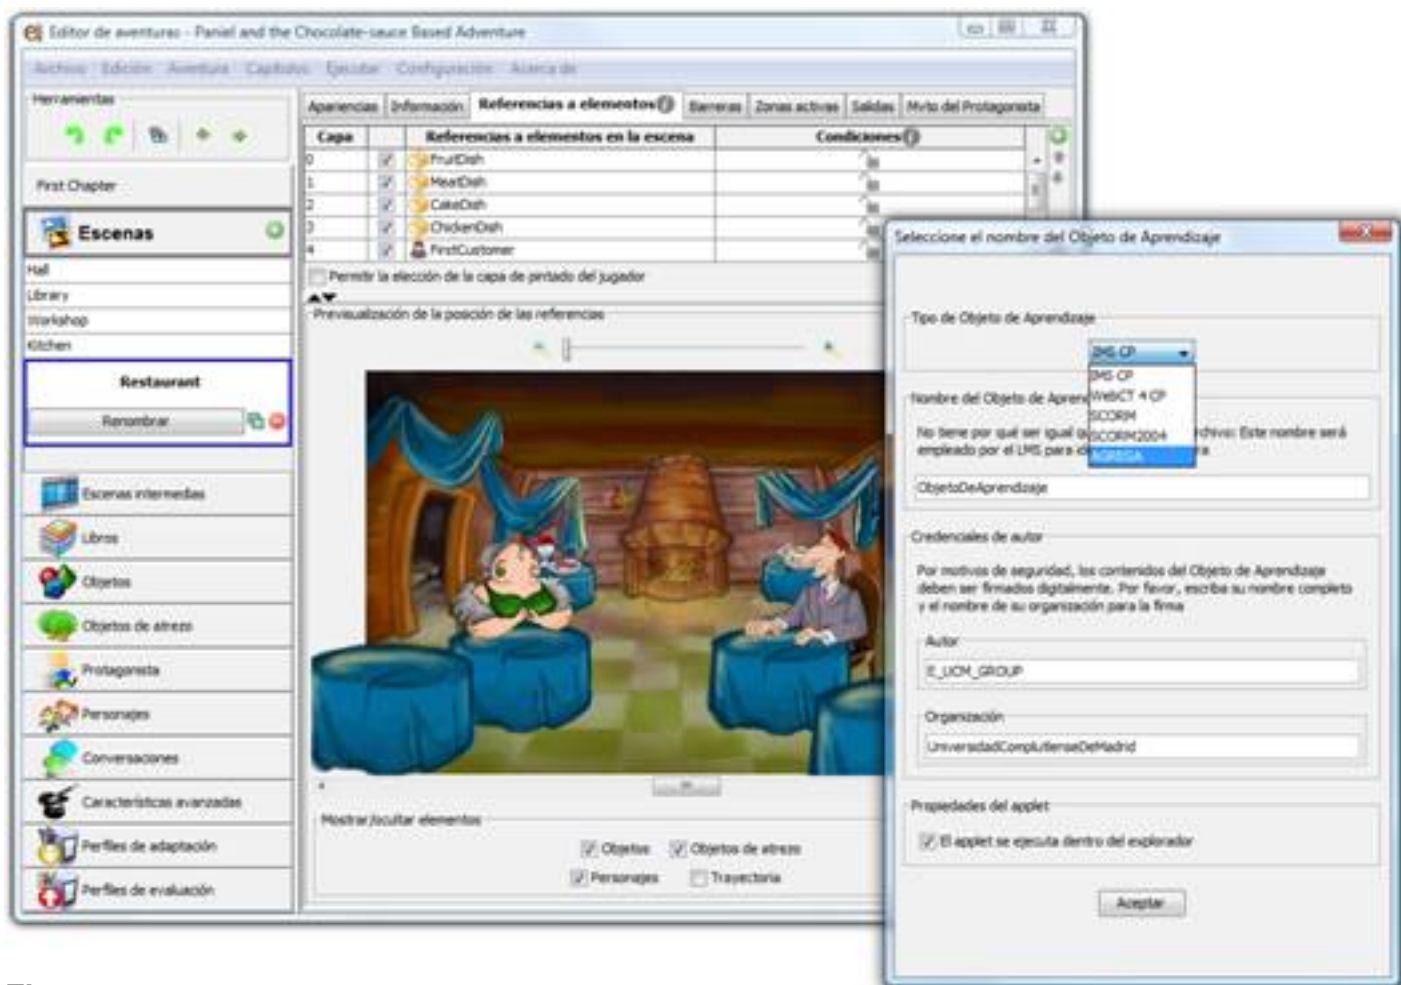 Editor de aventuras - Paniel and the Chocolate-sauce Based Adventure
Archivo Edición Aventura Capítulos Ejecutar Configuración Acerca de
Herramientas
First Chapter
Escenas
Hall
Library
Workshop
Kitchen
Restaurant
Renombrar
Escenas intermedias
Libros
Objetos
Objetos de atrezo
Protagonista
Personajes
Conversaciones
Características avanzadas
Perfiles de adaptación
Perfiles de evaluación
Apariencias Información Referencias a elementos Barreras Zonas activas Salidas Mvto del Protagonista
Capa Referencias a elementos en la escena Condiciones
0 FruitDish
1 MeatDish
2 CakeDish
3 ChickenDish
4 FirstCustomer
Permitir la elección de la capa de pintado del jugador
Previsualización de la posición de las referencias
Mostrar/ocultar elementos
Objetos Objetos de atrezo
Personajes Trayectoria
Seleccione el nombre del Objeto de Aprendizaje
Tipo de Objeto de Aprendizaje
IMS CP
IMS CP
WebCT 4 CP
SCORM
SCORM2004
AGREGA
Nombre del Objeto de Apren
No tiene por qué ser igual rchivo: Este nombre será
empleado por el LMS para ra
ObjetoDeAprendizaje
Credenciales de autor
Por motivos de seguridad, los contenidos del Objeto de Aprendizaje
deben ser firmados digitalmente. Por favor, escriba su nombre completo
y el nombre de su organización para la firma
Autor
E_UCM_GROUP
Organización
UniversidadComplutenseDeMadrid
Propiedades del applet
El applet se ejecuta dentro del explorador
Aceptar